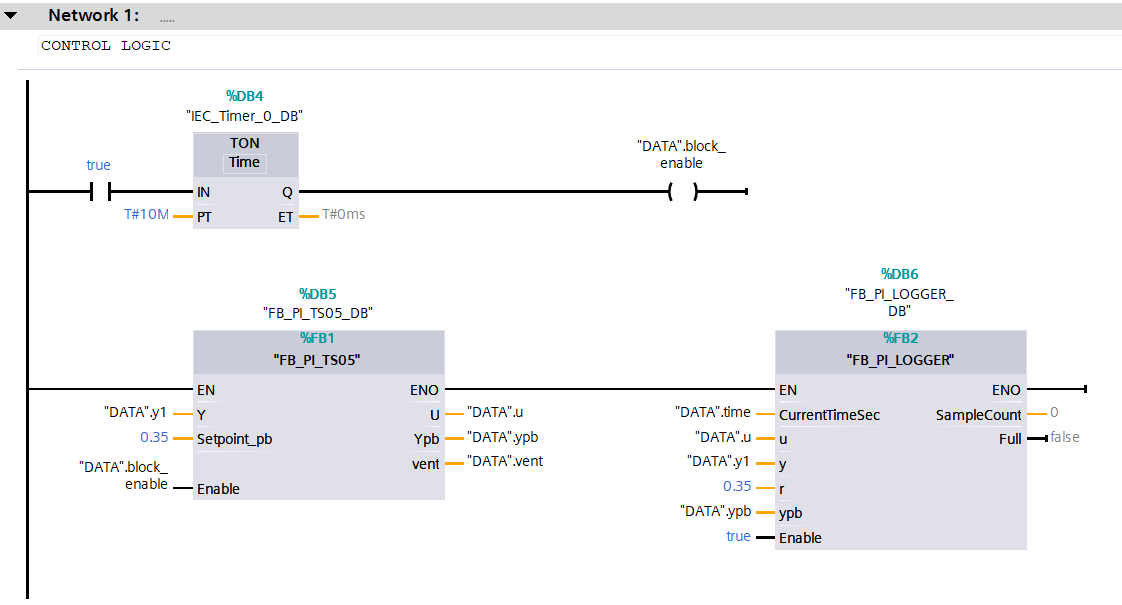 Network 1: .....
CONTROL LOGIC
%DB4
"IEC_Timer_0_DB"
TON
Time
true
IN
Q
T#10M
PT
ET
T#0ms
"DATA".block_
enable
%DB5
"FB_PI_TS05_DB"
%FB1
"FB_PI_TS05"
EN
ENO
"DATA".y1
Y
U
"DATA".u
0.35
Setpoint_pb
Ypb
"DATA".ypb
vent
"DATA".vent
"DATA".block_
enable
Enable
%DB6
"FB_PI_LOGGER_
DB"
%FB2
"FB_PI_LOGGER"
EN
ENO
"DATA".time
CurrentTimeSec
SampleCount
0
"DATA".u
u
Full
false
"DATA".y1
y
0.35
r
"DATA".ypb
ypb
true
Enable